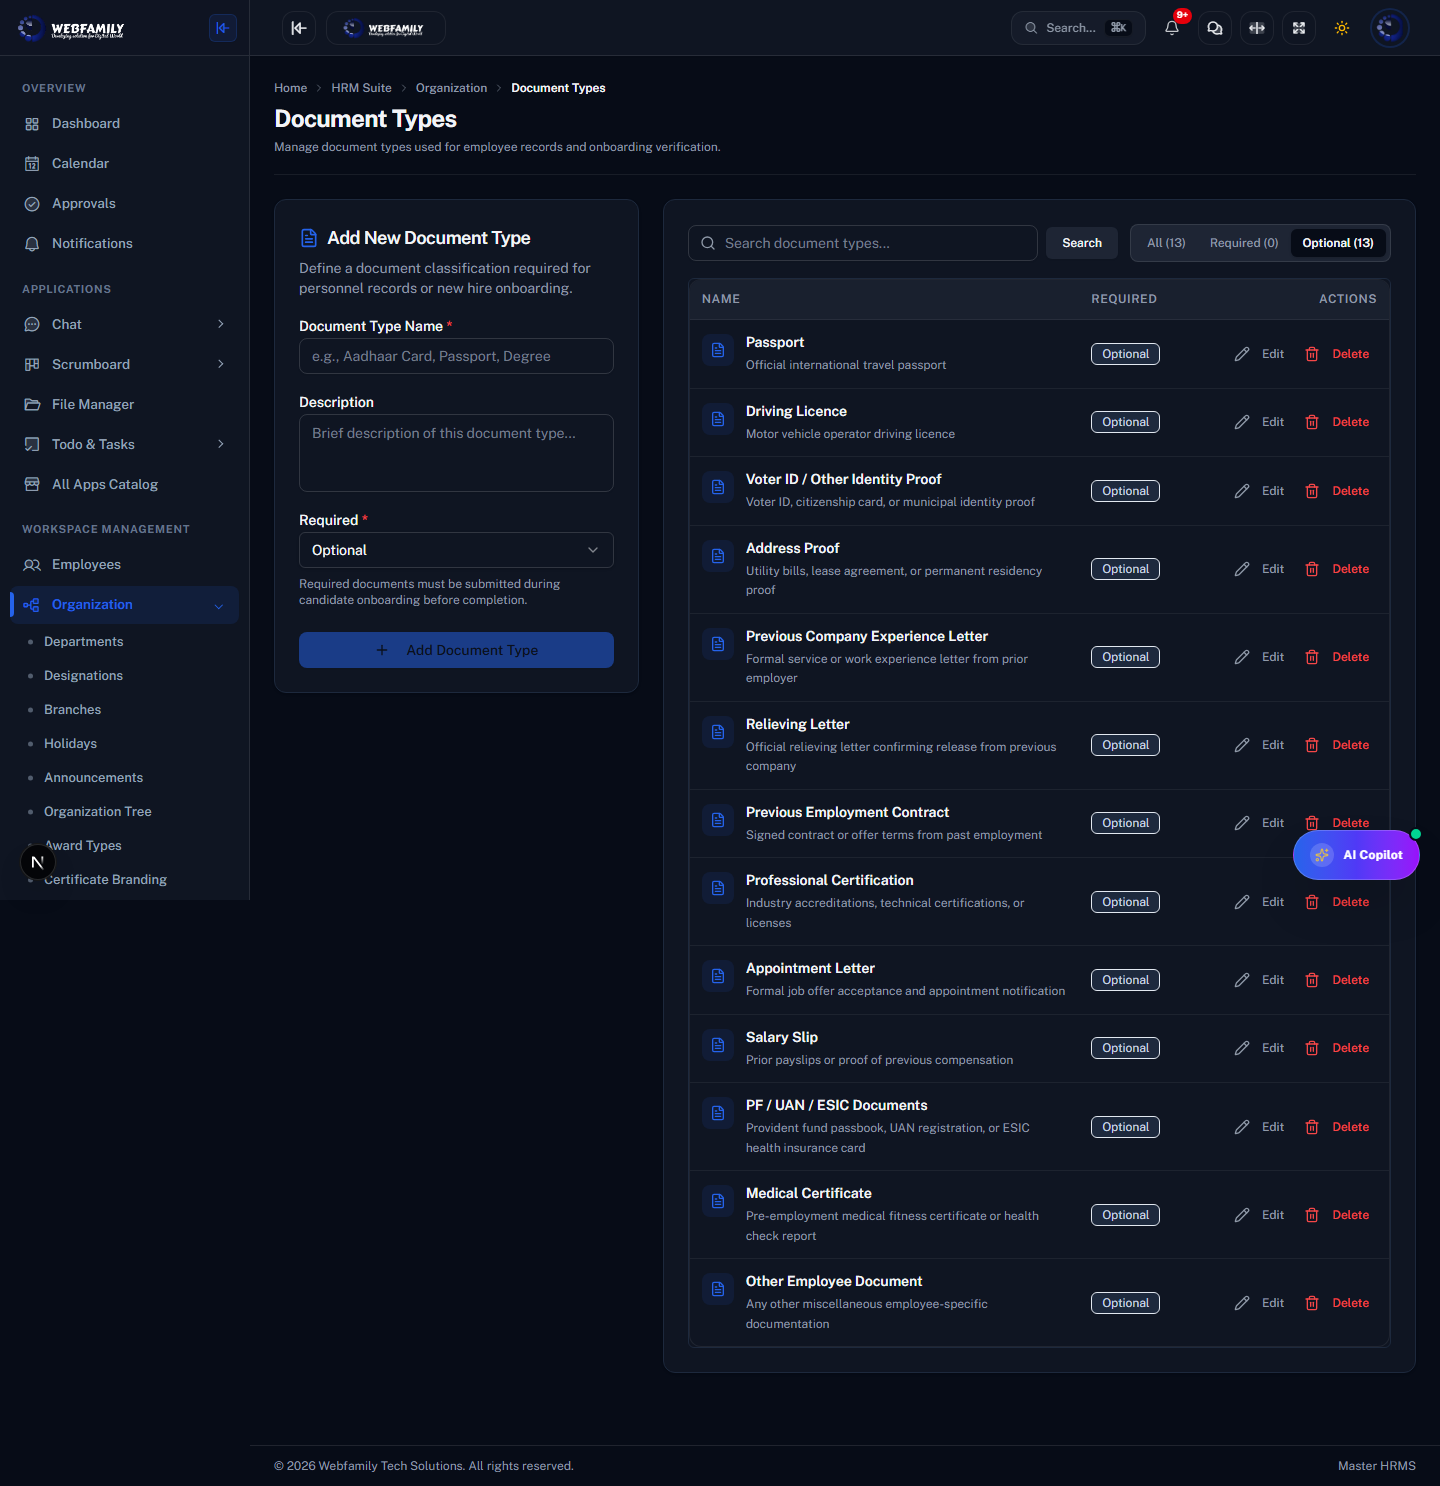 WEBFAMILY
WEBFAMILY
Search...
⌘K
9+
OVERVIEW
Dashboard
Calendar
Approvals
Notifications
APPLICATIONS
Chat
Scrumboard
File Manager
Todo & Tasks
All Apps Catalog
WORKSPACE MANAGEMENT
Employees
Organization
Departments
Designations
Branches
Holidays
Announcements
Organization Tree
Award Types
Certificate Branding
N
Home > HRM Suite > Organization > Document Types
Document Types
Manage document types used for employee records and onboarding verification.
Add New Document Type
Define a document classification required for
personnel records or new hire onboarding.
Document Type Name *
e.g., Aadhaar Card, Passport, Degree
Description
Brief description of this document type...
Required *
Optional
Required documents must be submitted during
candidate onboarding before completion.
+ Add Document Type
Search document types...
Search
All (13) Required (0) Optional (13)
NAME REQUIRED ACTIONS
Passport
Official international travel passport
Optional Edit Delete
Driving Licence
Motor vehicle operator driving licence
Optional Edit Delete
Voter ID / Other Identity Proof
Voter ID, citizenship card, or municipal identity proof
Optional Edit Delete
Address Proof
Utility bills, lease agreement, or permanent residency
proof
Optional Edit Delete
Previous Company Experience Letter
Formal service or work experience letter from prior
employer
Optional Edit Delete
Relieving Letter
Official relieving letter confirming release from previous
company
Optional Edit Delete
Previous Employment Contract
Signed contract or offer terms from past employment
Optional Edit Delete
AI Copilot
Professional Certification
Industry accreditations, technical certifications, or
licenses
Optional Edit Delete
Appointment Letter
Formal job offer acceptance and appointment notification
Optional Edit Delete
Salary Slip
Prior payslips or proof of previous compensation
Optional Edit Delete
PF / UAN / ESIC Documents
Provident fund passbook, UAN registration, or ESIC
health insurance card
Optional Edit Delete
Medical Certificate
Pre-employment medical fitness certificate or health
check report
Optional Edit Delete
Other Employee Document
Any other miscellaneous employee-specific
documentation
Optional Edit Delete
© 2026 Webfamily Tech Solutions. All rights reserved.
Master HRMS